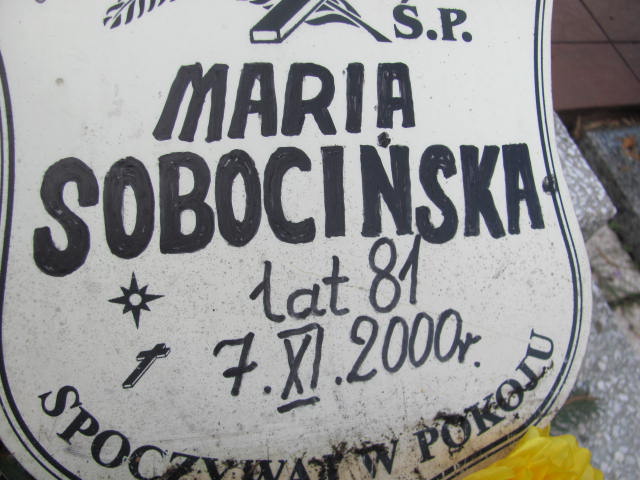 Ś.P.
MARIA
SOBOCIŃSKA
lat 81
7.XI.2000r.
SPOCZYWAJ W POKOJU